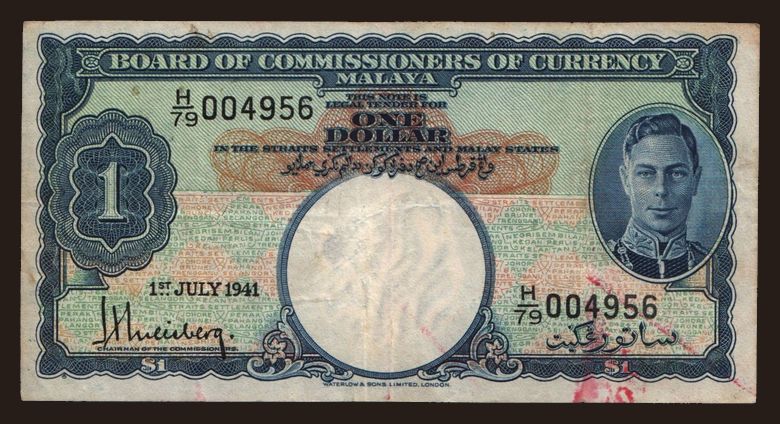 BOARD OF COMMISSIONERS OF CURRENCY
MALAYA
H/79 004956
THIS NOTE IS
LEGAL TENDER FOR
ONE
DOLLAR
IN THE STRAITS SETTLEMENTS AND MALAY STATES
1
1ST JULY 1941
H/79 004956
CHAIRMAN OF THE COMMISSIONERS.
ساتو رڠݢيت
$1
$1
WATERLOW & SONS LIMITED, LONDON.